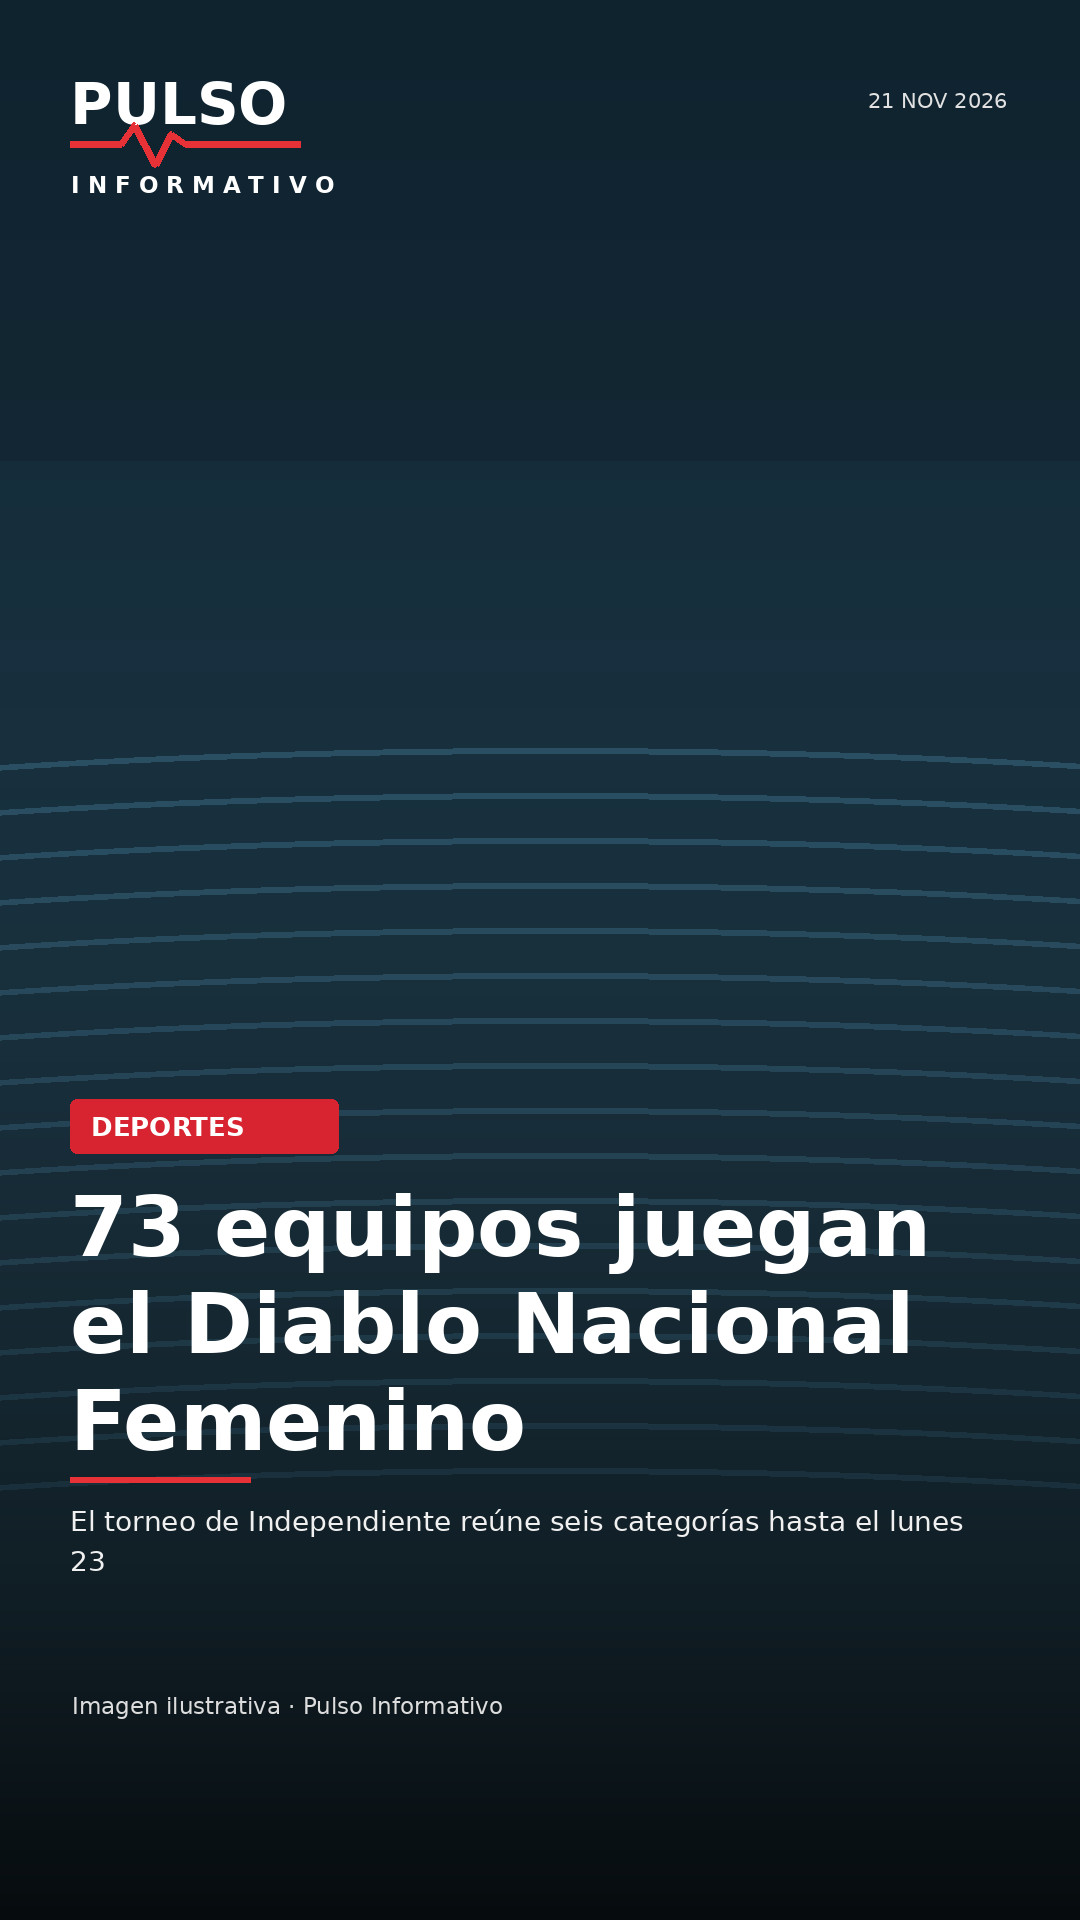 PULSO
INFORMATIVO
21 NOV 2026
DEPORTES
73 equipos juegan
el Diablo Nacional
Femenino
El torneo de Independiente reúne seis categorías hasta el lunes
23
Imagen ilustrativa · Pulso Informativo